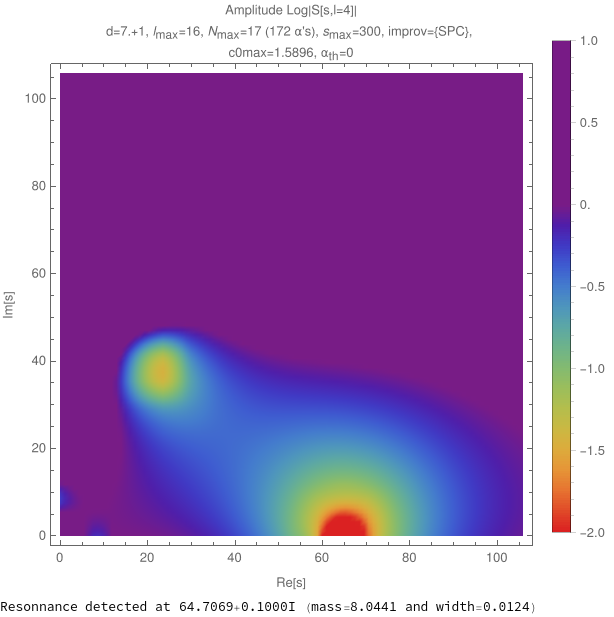 Amplitude Log|S[s,l=4]|
d=7.+1, lmax=16, Nmax=17 (172 α's), smax=300, improv={SPC},
c0max=1.5896, αth=0
1.0
0.5
0.
−0.5
−1.0
−1.5
−2.0
100
80
60
40
20
0
Im[s]
0 20 40 60 80 100
Re[s]
Resonnance detected at 64.7069+0.1000I (mass=8.0441 and width=0.0124)